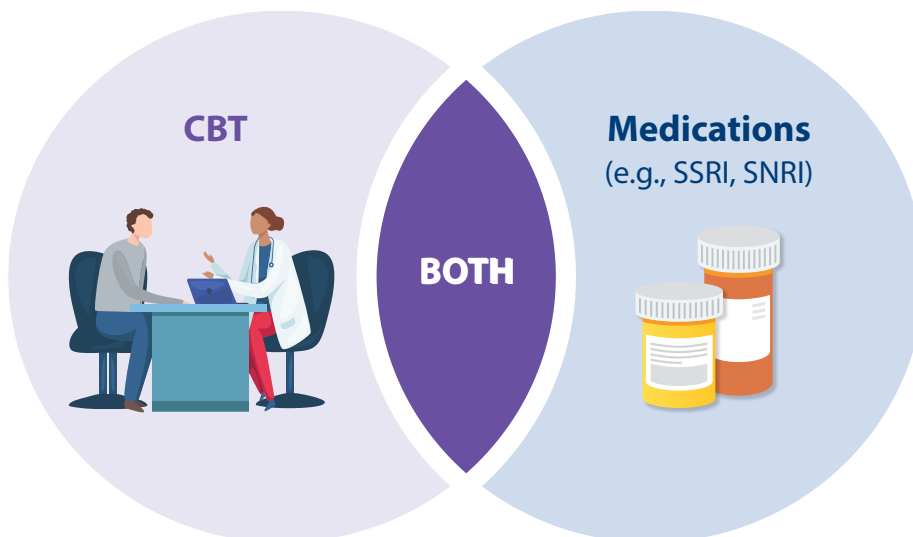 CBT
BOTH
Medications
(e.g., SSRI, SNRI)